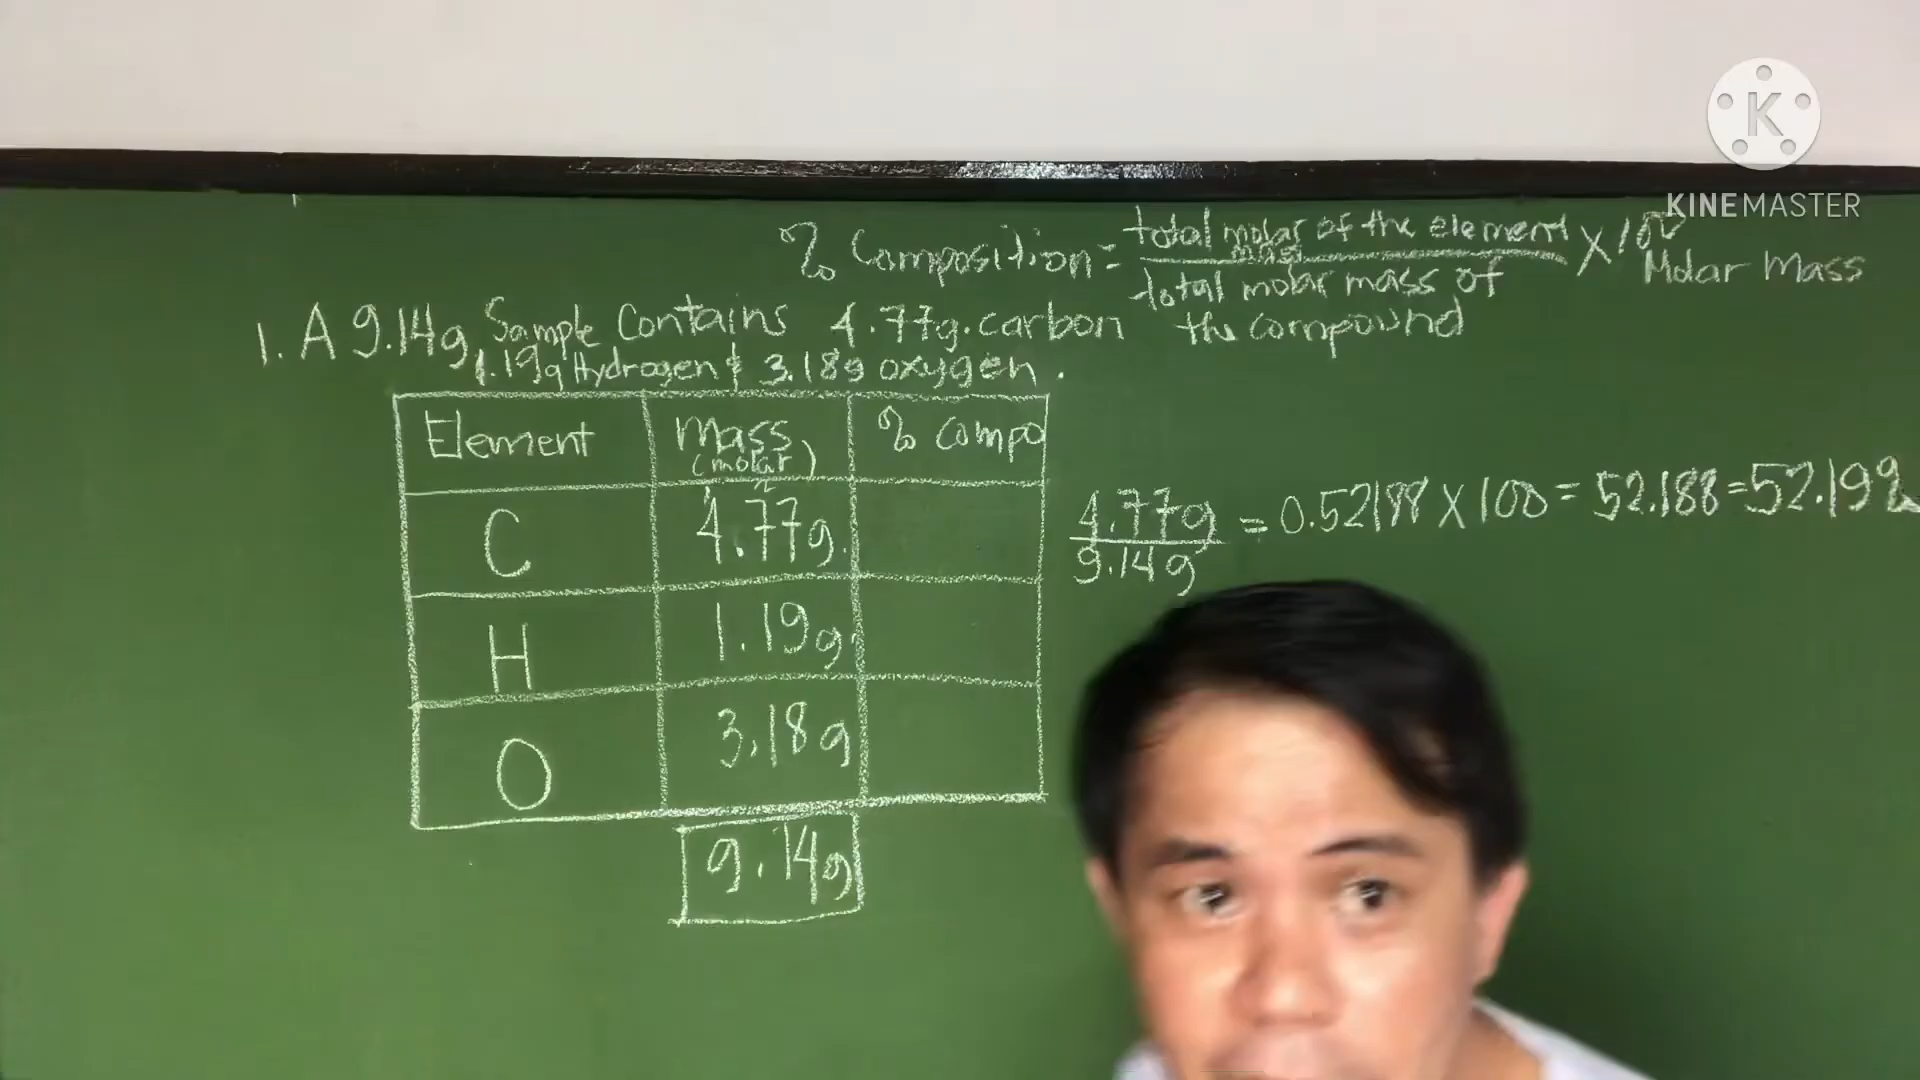 KINEMASTER
% Composition = total molar mass of the element / total molar mass of the compound X 100
Molar Mass
1. A 9.14g Sample Contains 4.77g. carbon
1.19g Hydrogen & 3.18g oxygen.
Element Mass (molar) % Compo
C 4.77g.
H 1.19g.
O 3.18g
9.14g
4.77g / 9.14g = 0.52188 X 100 = 52.188 = 52.19%